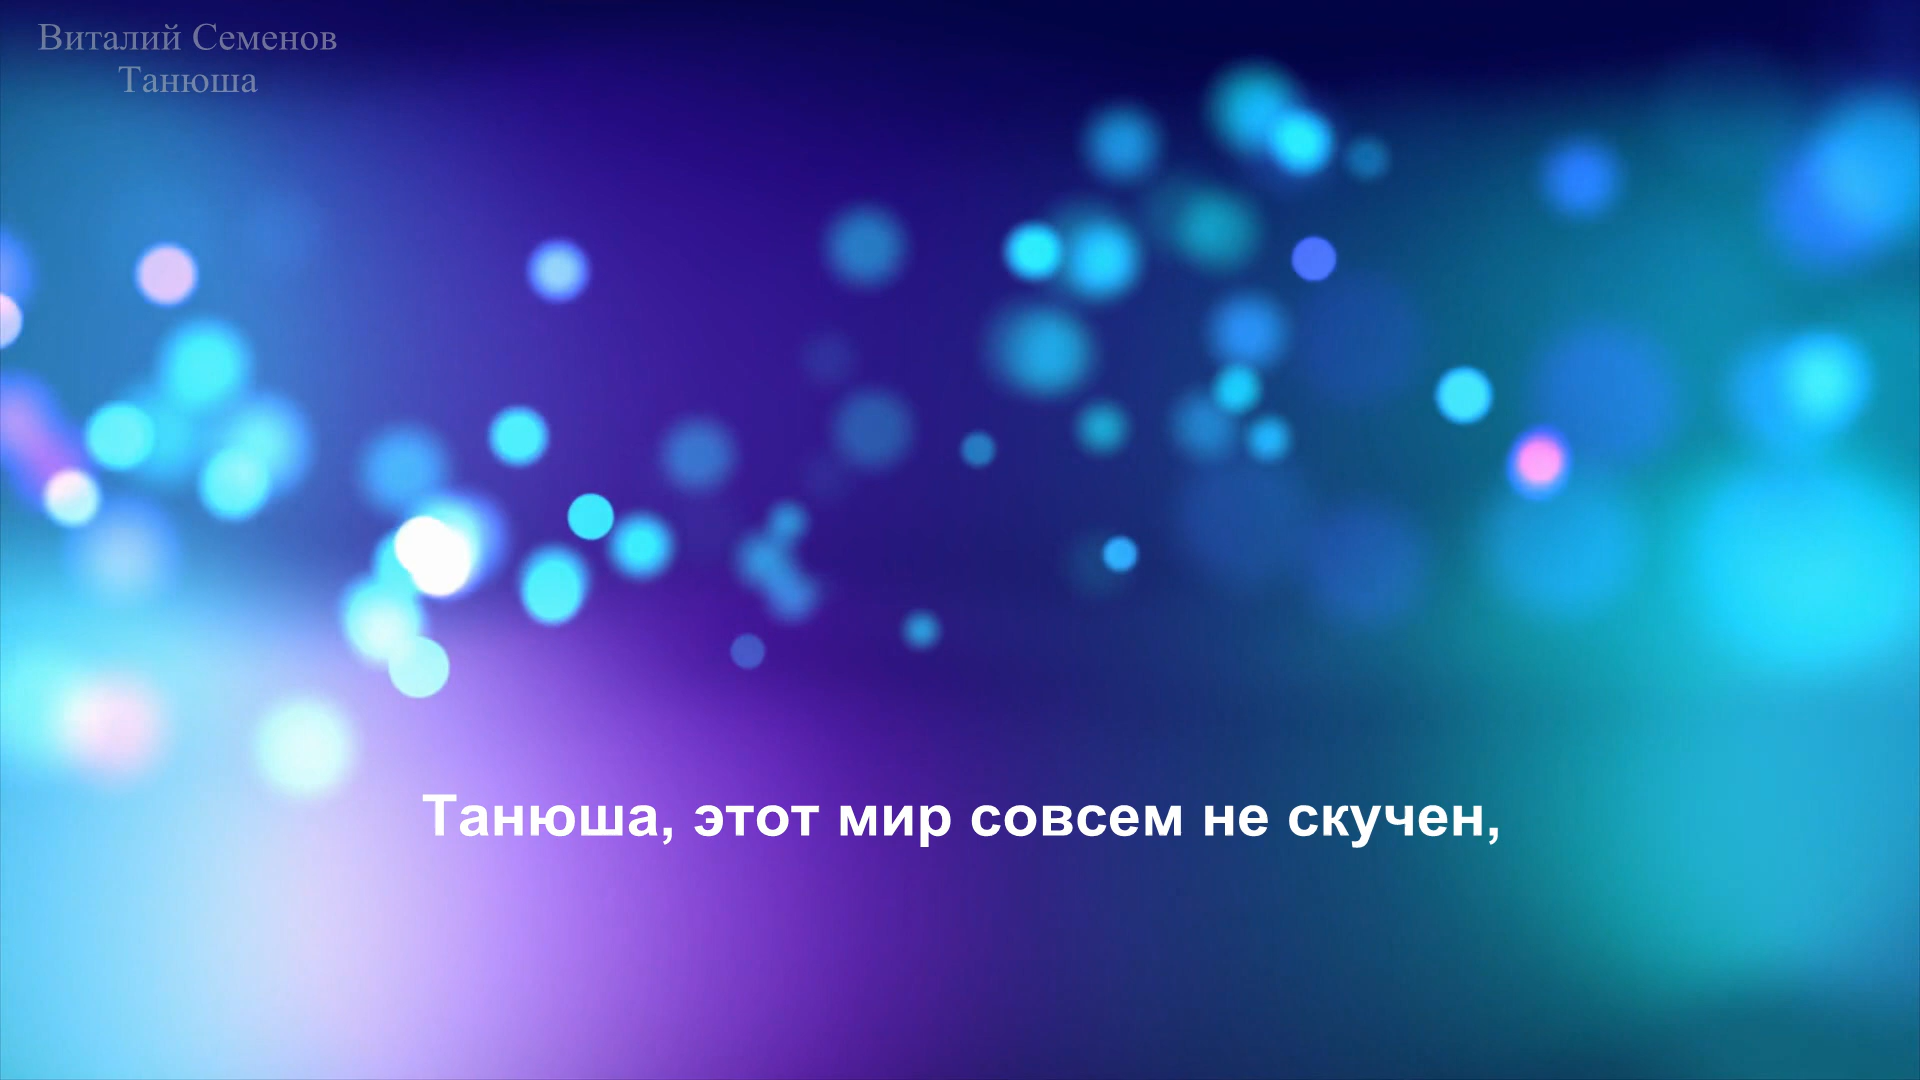 Виталий Семенов
Танюша
Танюша, этот мир совсем не скучен,